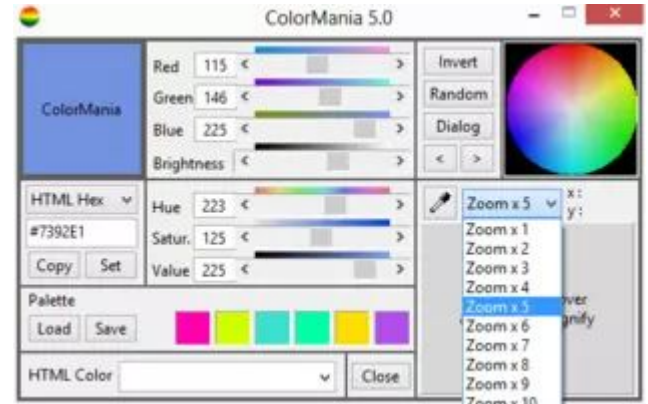 ColorMania 5.0
ColorMania
Red 115
Green 146
Blue 225
Brightness
Invert
Random
Dialog
HTML Hex
#7392E1
Copy Set
Hue 223
Satur. 125
Value 225
Zoom x 5
x:
y:
Zoom x 1
Zoom x 2
Zoom x 3
Zoom x 4
Zoom x 5
Zoom x 6
Zoom x 7
Zoom x 8
Zoom x 9
Zoom x 10
Palette
Load Save
HTML Color
Close